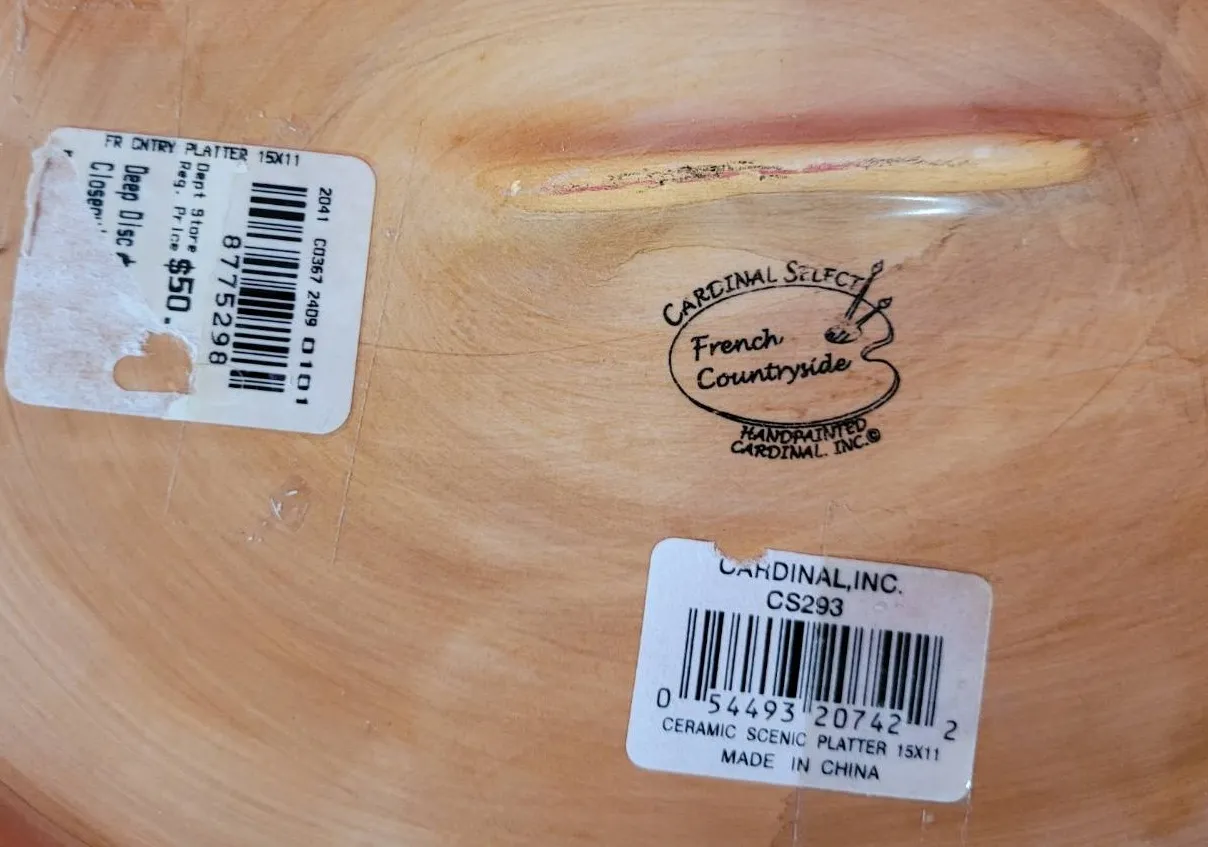 FR CNTRY PLATTER 15X11
Deep Disc
Dept Store
Reg. Price $50.
8775298
2041 C0367 2409 0101
CARDINAL SELECT
French
Countryside
HANDPAINTED
CARDINAL. INC.©
CARDINAL,INC.
CS293
0 54493 20742 2
CERAMIC SCENIC PLATTER 15X11
MADE IN CHINA